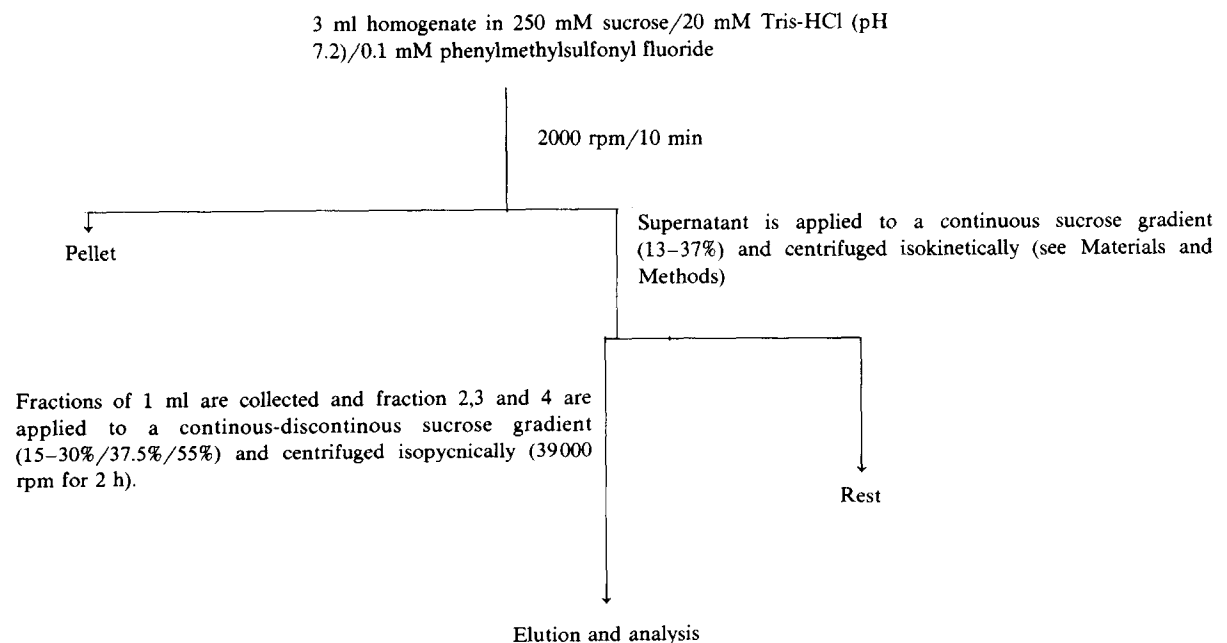 3 ml homogenate in 250 mM sucrose/20 mM Tris-HCl (pH
7.2)/0.1 mM phenylmethylsulfonyl fluoride
2000 rpm/10 min
Pellet
Supernatant is applied to a continuous sucrose gradient
(13–37%) and centrifuged isokinetically (see Materials and
Methods)
Fractions of 1 ml are collected and fraction 2,3 and 4 are
applied to a continous-discontinous sucrose gradient
(15–30%/37.5%/55%) and centrifuged isopycnically (39000
rpm for 2 h).
Rest
Elution and analysis